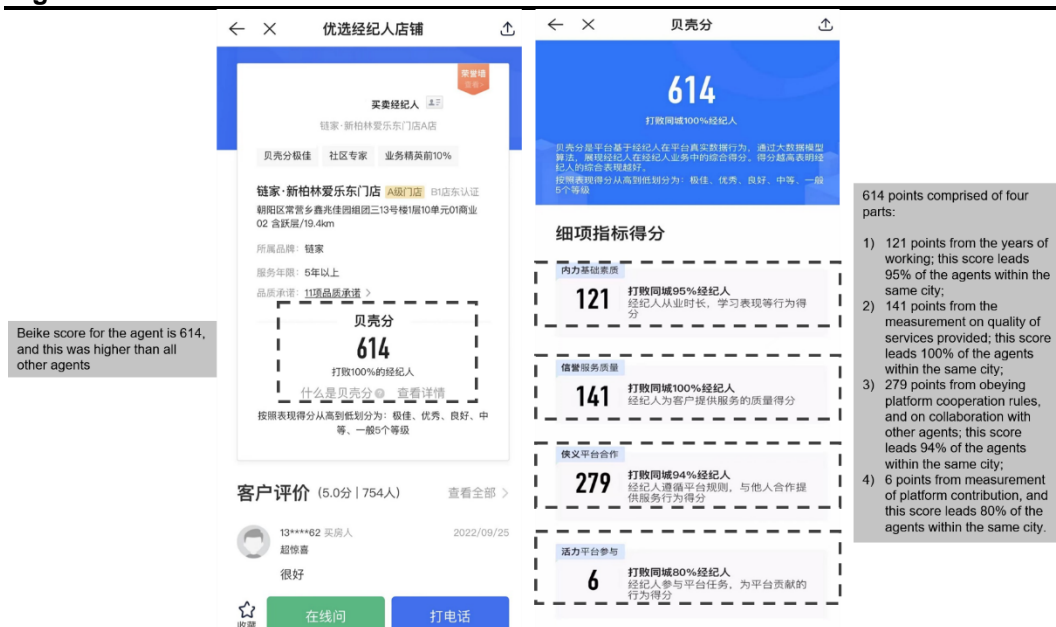 Beike score for the agent is 614,
and this was higher than all
other agents
优选经纪人店铺
荣誉墙
查看>
买卖经纪人
链家·新柏林爱乐东门店A店
贝壳分极佳 社区专家 业务精英前10%
链家·新柏林爱乐东门店 A级门店 B1店东认证
朝阳区常营乡鑫兆佳园组团三13号楼1层10单元01商业
02 含跃层/19.4km
所属品牌: 链家
服务年限: 5年以上
品质承诺: 11项品质承诺 >
贝壳分
614
打败100%的经纪人
什么是贝壳分 查看详情
按照表现得分从高到低划分为: 极佳、优秀、良好、中
等、一般5个等级
客户评价 (5.0分 | 754人) 查看全部 >
13****62 买房人 2022/09/25
超惊喜
很好
收藏
在线问
打电话
贝壳分
614
打败同城100%经纪人
贝壳分是平台基于经纪人在平台真实数据行为，通过大数据模型
算法，展现经纪人在经纪人业务中的综合得分。得分越高表明经
纪人的综合表现越好。
按照表现得分从高到低划分为: 极佳、优秀、良好、中等、一般
5个等级
细项指标得分
内力基础素质
121
打败同城95%经纪人
经纪人从业时长，学习表现等行为得
分
信誉服务质量
141
打败同城100%经纪人
经纪人为客户提供服务的质量得分
侠义平台合作
279
打败同城94%经纪人
经纪人遵循平台规则，与他人合作提
供服务行为得分
活力平台参与
6
打败同城80%经纪人
经纪人参与平台任务，为平台贡献的
行为得分
614 points comprised of four
parts:
1) 121 points from the years of
working; this score leads
95% of the agents within the
same city;
2) 141 points from the
measurement on quality of
services provided; this score
leads 100% of the agents
within the same city;
3) 279 points from obeying
platform cooperation rules,
and on collaboration with
other agents; this score
leads 94% of the agents
within the same city;
4) 6 points from measurement
of platform contribution, and
this score leads 80% of the
agents within the same city.